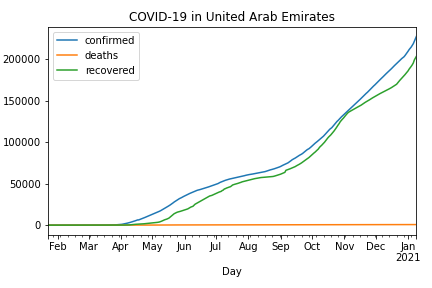 COVID-19 in United Arab Emirates
confirmed
deaths
recovered
200000
150000
100000
50000
0
Feb Mar Apr May Jun Jul Aug Sep Oct Nov Dec Jan
2021
Day